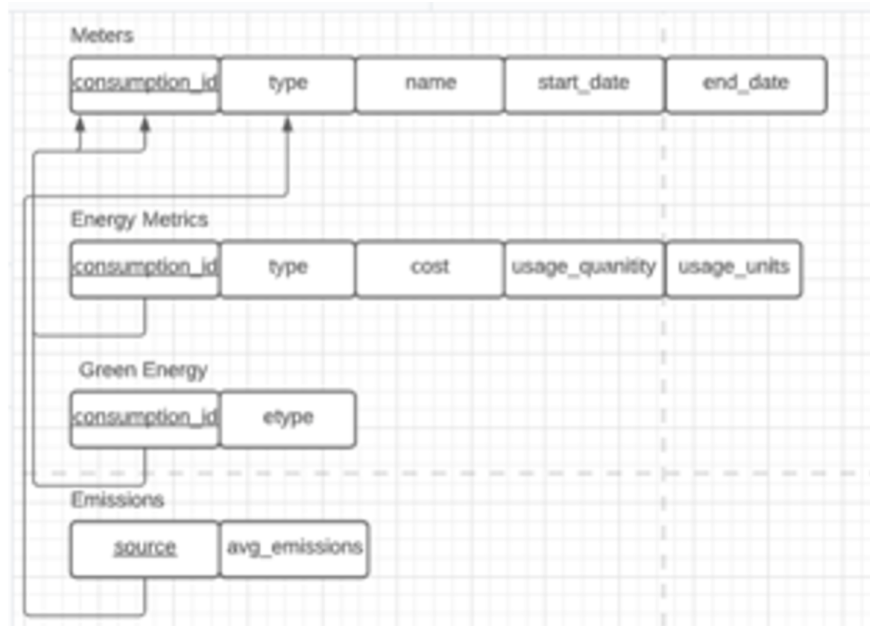 Meters
consumption_id type name start_date end_date
Energy Metrics
consumption_id type cost usage_quanitity usage_units
Green Energy
consumption_id etype
Emissions
source avg_emissions